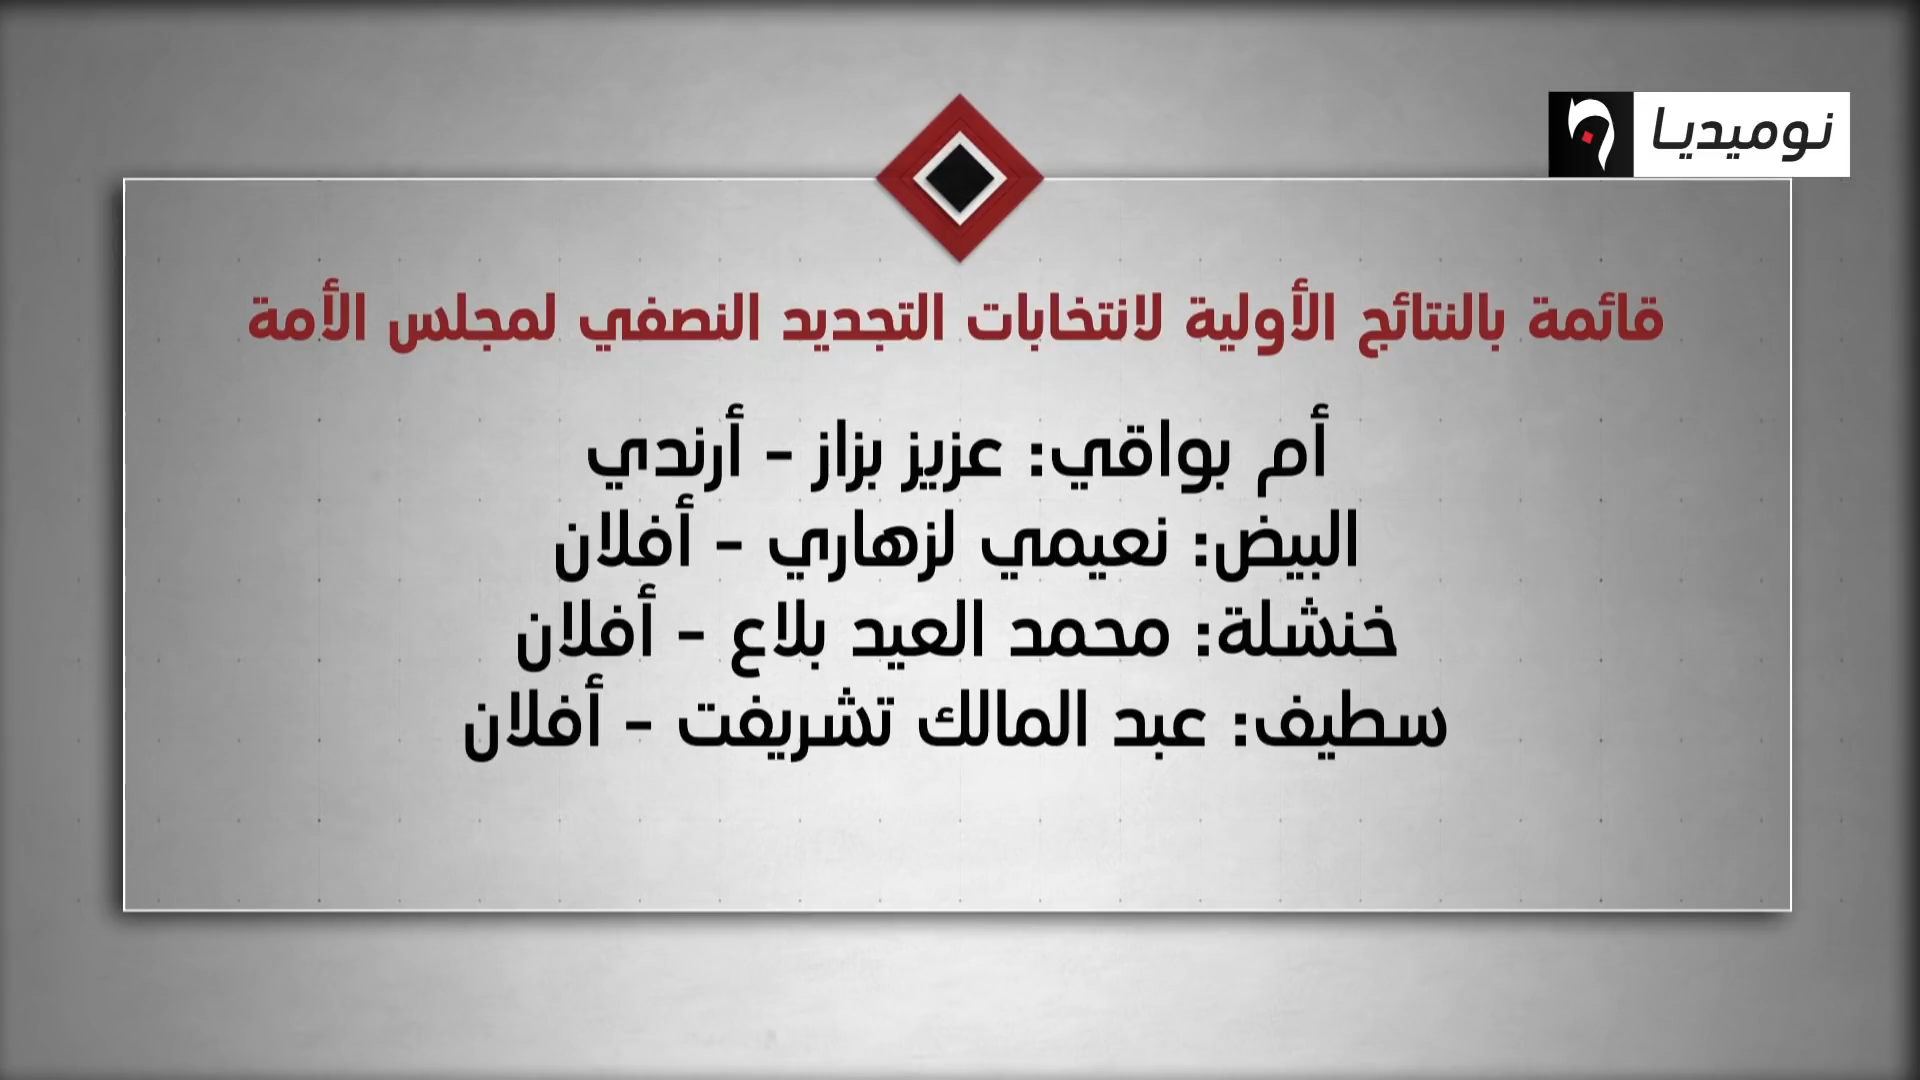 نوميديا
قائمة بالنتائج الأولية لانتخابات التجديد النصفي لمجلس الأمة
أم بواقي: عزيز بزاز - أرندي
البيض: نعيمي لزهاري - أفلان
خنشلة: محمد العيد بلاع - أفلان
سطيف: عبد المالك تشريفت - أفلان